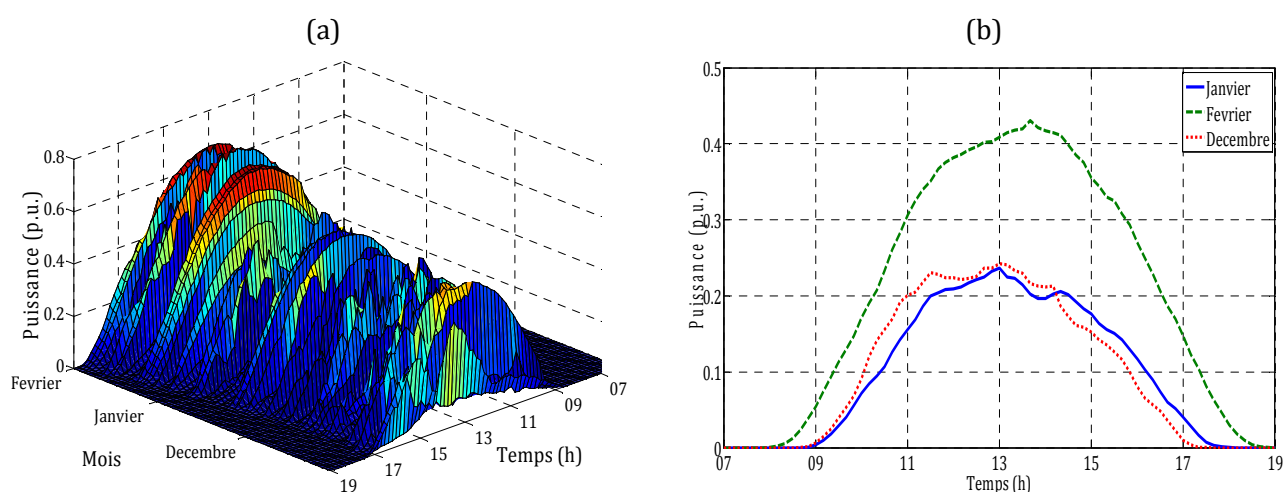 (a)
0.8
0.6
0.4
0.2
0
Puissance (p.u.)
Fevrier
Janvier
Decembre
Mois
19
17
15
13
11
09
07
Temps (h)
(b)
0.5
0.4
0.3
0.2
0.1
0
Puissance (p.u.)
Janvier
Fevrier
Decembre
07 09 11 13 15 17 19
Temps (h)